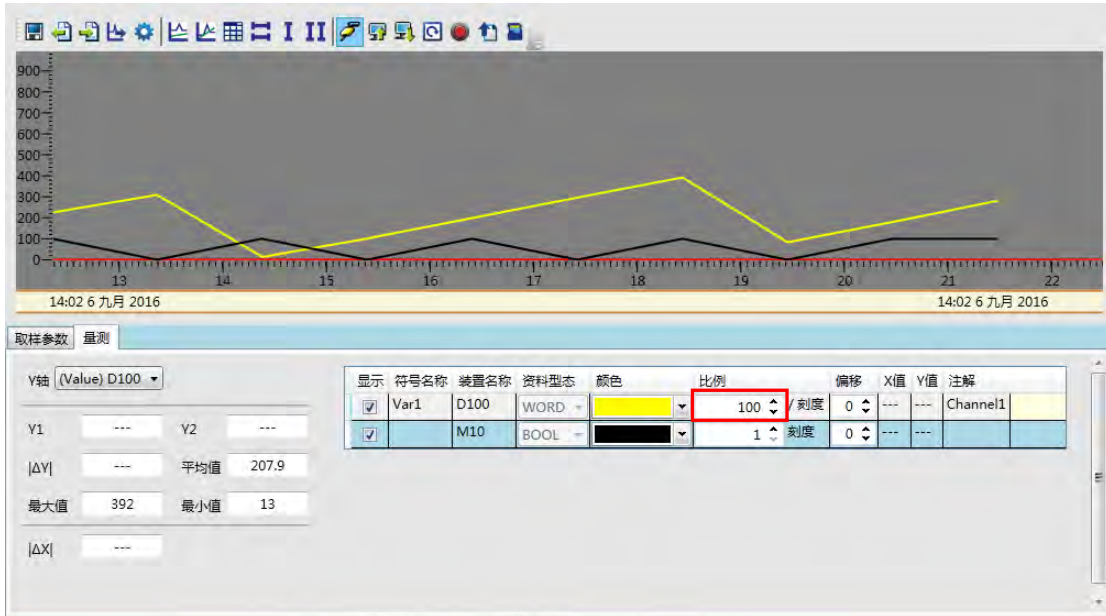 900
800
700
600
500
400
300
200
100
0
13 14 15 16 17 18 19 20 21 22
14:02 6 九月 2016 14:02 6 九月 2016
取样参数 量测
Y轴 (Value) D100
Y1 --- Y2 ---
|ΔY| --- 平均值 207.9
最大值 392 最小值 13
|ΔX| ---
显示 符号名称 装置名称 资料型态 颜色 比例 偏移 X值 Y值 注解
Var1 D100 WORD 100 / 刻度 0 --- --- Channel1
M10 BOOL 1 刻度 0 --- ---